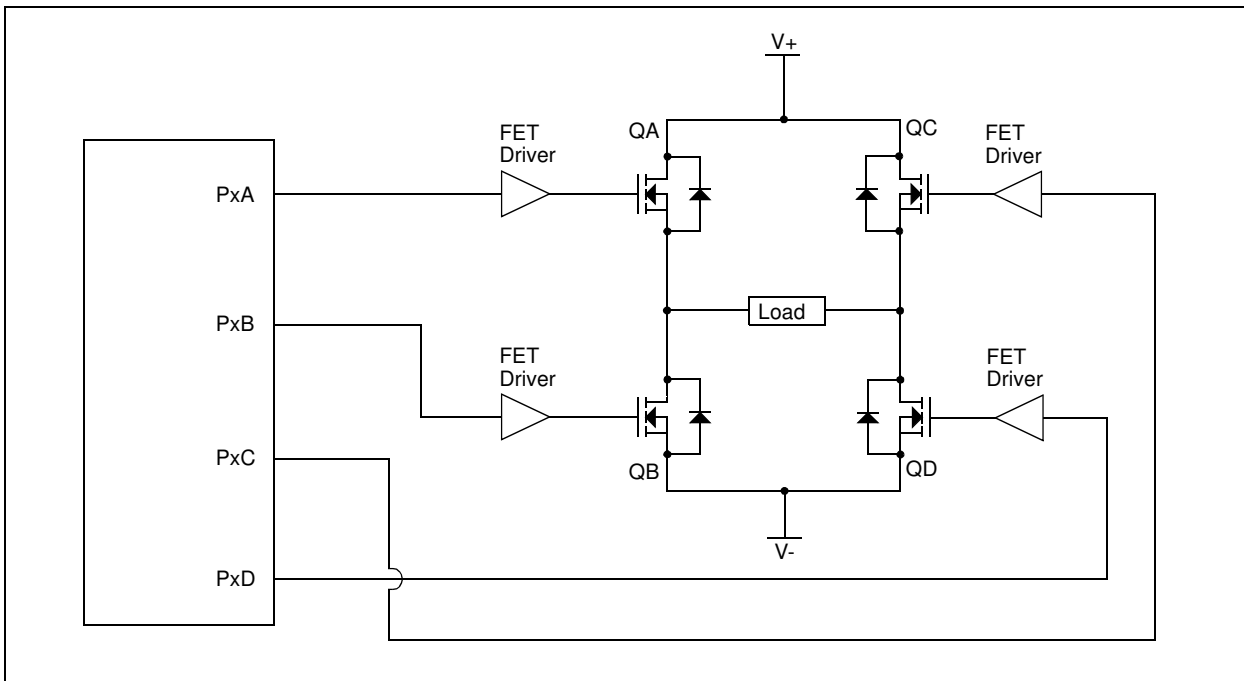 V+
QA
QC
FET
Driver
FET
Driver
PxA
Load
PxB
FET
Driver
FET
Driver
PxC
QB
QD
V-
PxD